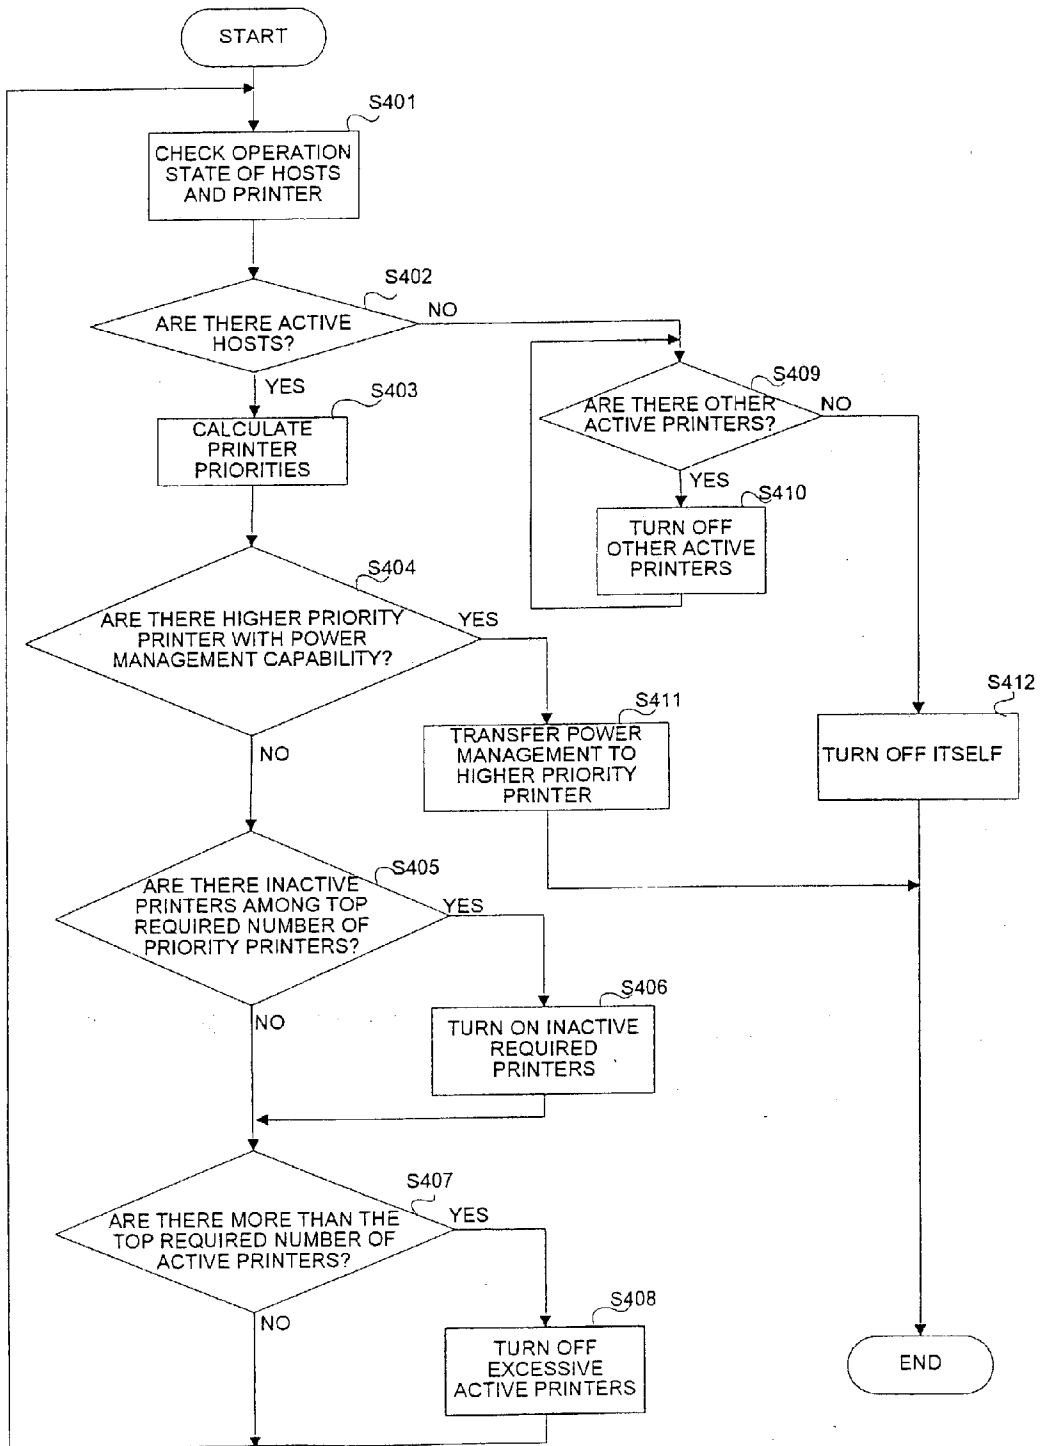 START
S401
CHECK OPERATION
STATE OF HOSTS
AND PRINTER
S402
ARE THERE ACTIVE
HOSTS?
NO
YES
S403
CALCULATE
PRINTER
PRIORITIES
S409
ARE THERE OTHER
ACTIVE PRINTERS?
NO
YES
S410
TURN OFF
OTHER ACTIVE
PRINTERS
S404
ARE THERE HIGHER PRIORITY
PRINTER WITH POWER
MANAGEMENT CAPABILITY?
YES
NO
S411
TRANSFER POWER
MANAGEMENT TO
HIGHER PRIORITY
PRINTER
S412
TURN OFF ITSELF
S405
ARE THERE INACTIVE
PRINTERS AMONG TOP
REQUIRED NUMBER OF
PRIORITY PRINTERS?
YES
NO
S406
TURN ON INACTIVE
REQUIRED
PRINTERS
S407
ARE THERE MORE THAN THE
TOP REQUIRED NUMBER OF
ACTIVE PRINTERS?
YES
NO
S408
TURN OFF
EXCESSIVE
ACTIVE PRINTERS
END